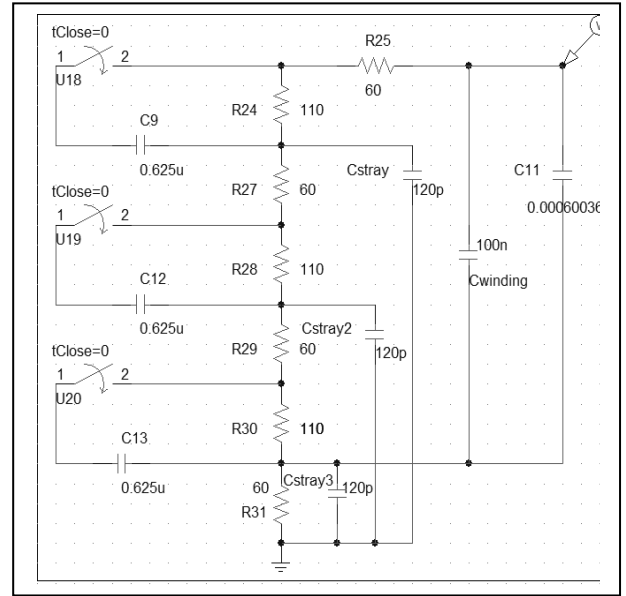 tClose=0
R25
1 2
U18
60
R24 110
C9
0.625u
Cstray
120p
C11
0.00060036
R27 60
tClose=0
1 2
U19
R28 110
100n
Cwinding
C12
0.625u
R29 60
Cstray2
120p
tClose=0
1 2
U20
R30 110
C13
0.625u
60
R31
Cstray3
120p